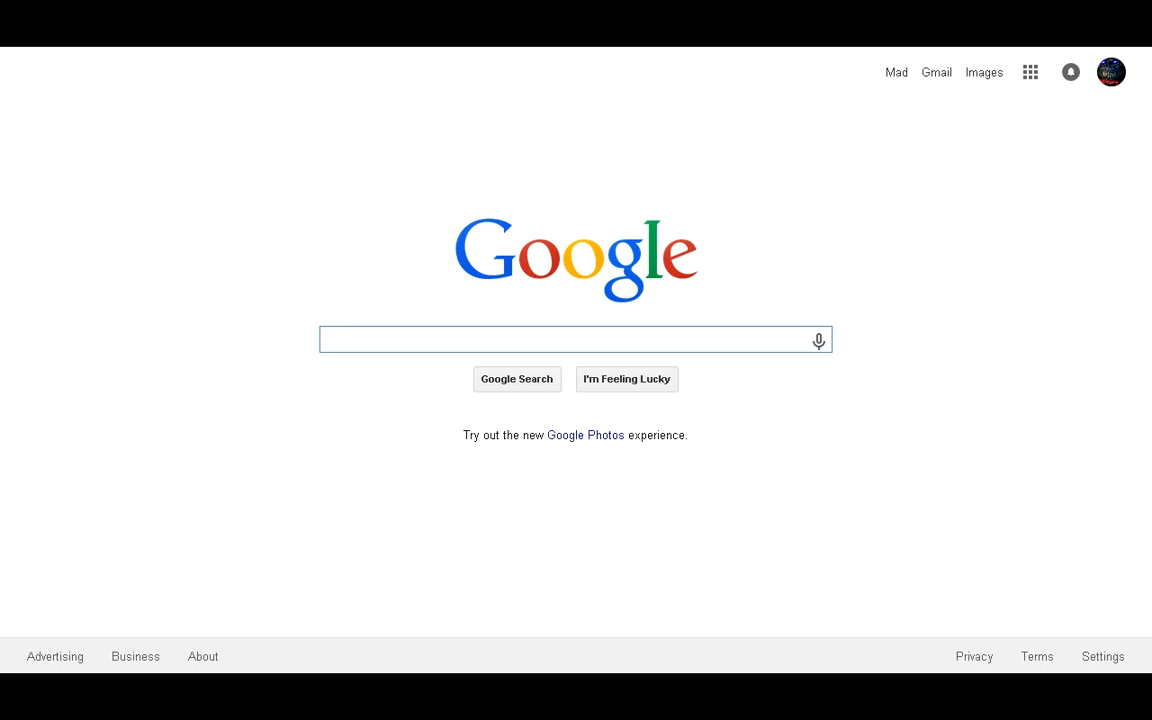 Mad Gmail Images
Google
Google Search I'm Feeling Lucky
Try out the new Google Photos experience.
Advertising Business About Privacy Terms Settings